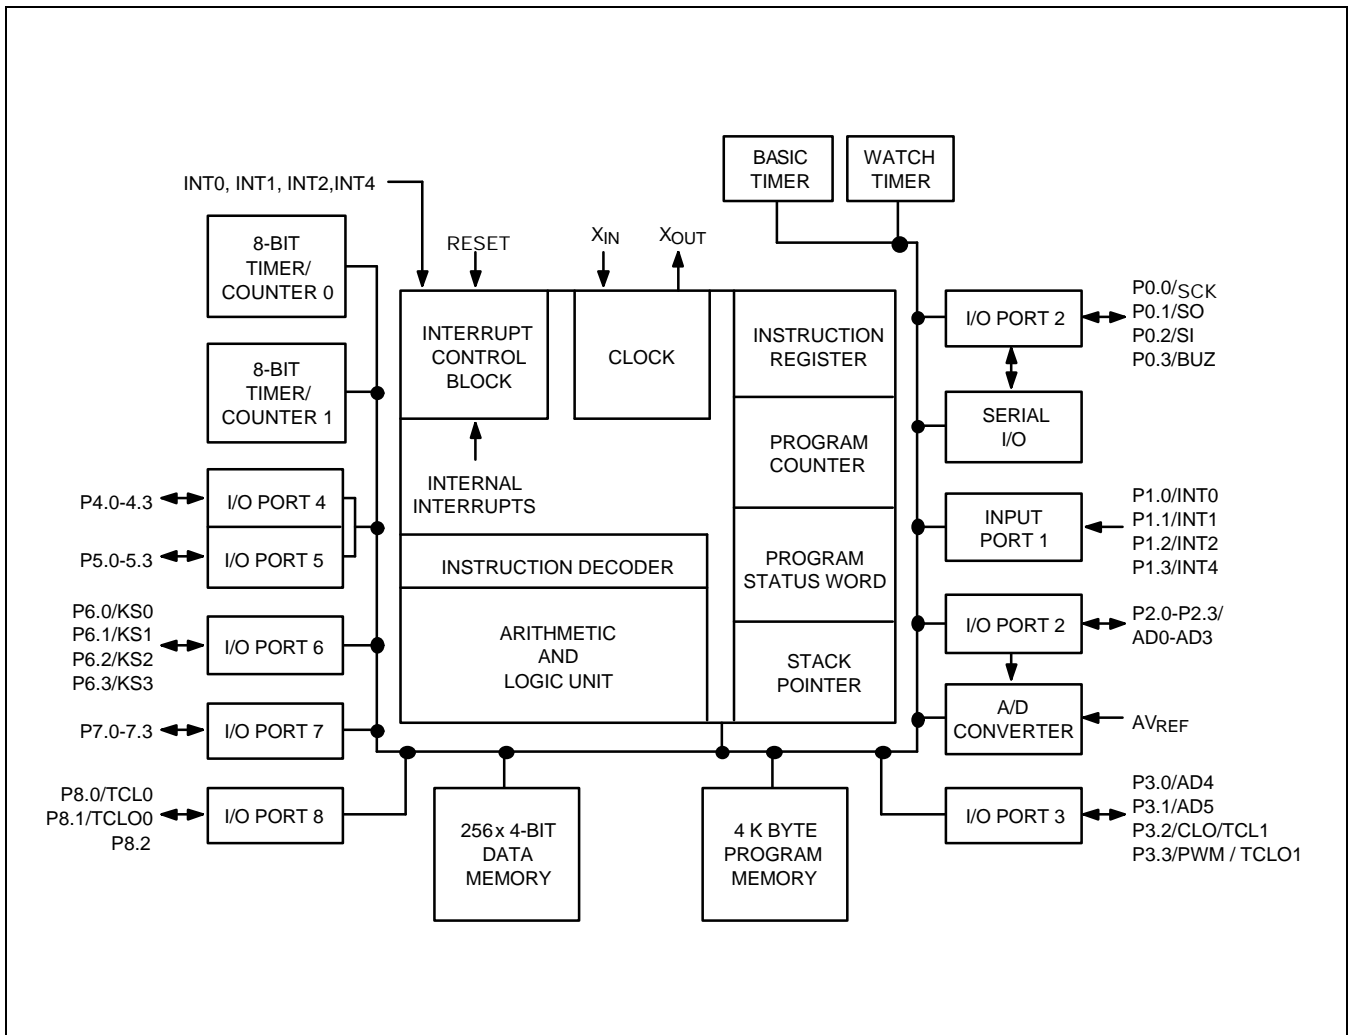 BASIC
TIMER
WATCH
TIMER
INT0, INT1, INT2,INT4
8-BIT
TIMER/
COUNTER 0
RESET
XIN
XOUT
INTERRUPT
CONTROL
BLOCK
CLOCK
INSTRUCTION
REGISTER
I/O PORT 2
P0.0/SCK
P0.1/SO
P0.2/SI
P0.3/BUZ
8-BIT
TIMER/
COUNTER 1
SERIAL
I/O
PROGRAM
COUNTER
INTERNAL
INTERRUPTS
P4.0-4.3
I/O PORT 4
P5.0-5.3
I/O PORT 5
INPUT
PORT 1
P1.0/INT0
P1.1/INT1
P1.2/INT2
P1.3/INT4
INSTRUCTION DECODER
PROGRAM
STATUS WORD
P6.0/KS0
P6.1/KS1
P6.2/KS2
P6.3/KS3
I/O PORT 6
ARITHMETIC
AND
LOGIC UNIT
STACK
POINTER
I/O PORT 2
P2.0-P2.3/
AD0-AD3
P7.0-7.3
I/O PORT 7
A/D
CONVERTER
AVREF
P8.0/TCL0
P8.1/TCLO0
P8.2
I/O PORT 8
256x 4-BIT
DATA
MEMORY
4 K BYTE
PROGRAM
MEMORY
I/O PORT 3
P3.0/AD4
P3.1/AD5
P3.2/CLO/TCL1
P3.3/PWM / TCLO1